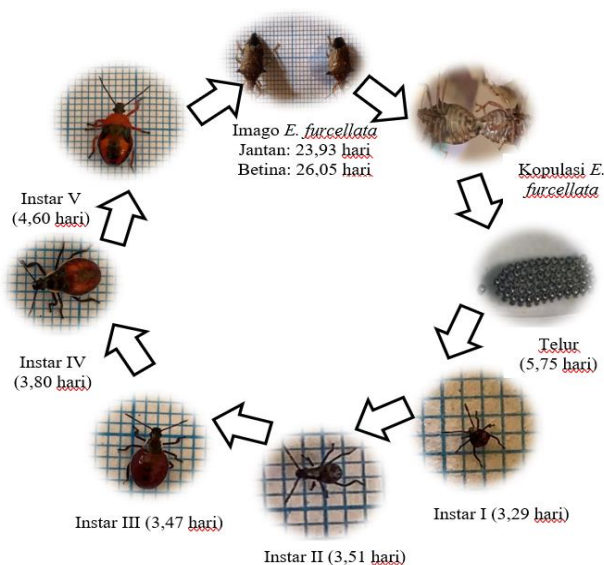 Imago E. furcellata
Jantan: 23,93 hari
Betina: 26,05 hari
Kopulasi E.
furcellata
Telur
(5,75 hari)
Instar I (3,29 hari)
Instar II (3,51 hari)
Instar III (3,47 hari)
Instar IV
(3,80 hari)
Instar V
(4,60 hari)